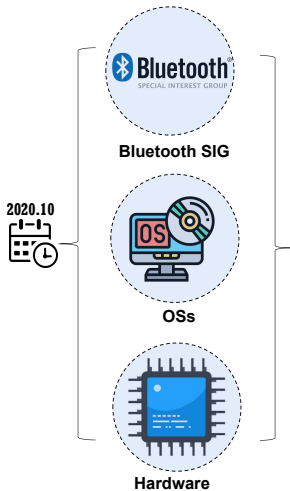 Bluetooth®
SPECIAL INTEREST GROUP
Bluetooth SIG
2020.10
OS
OSs
Hardware